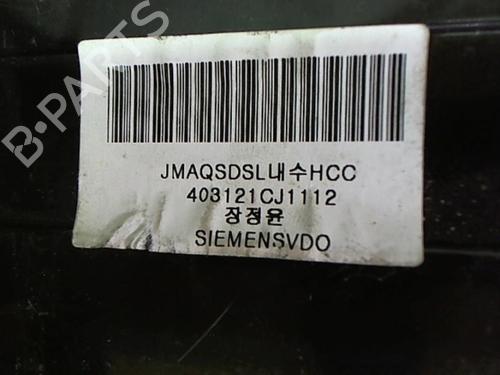 B-PARTS
JMAQSDSL내수HCC
403121CJ1112
장정윤
SIEMENSVDO